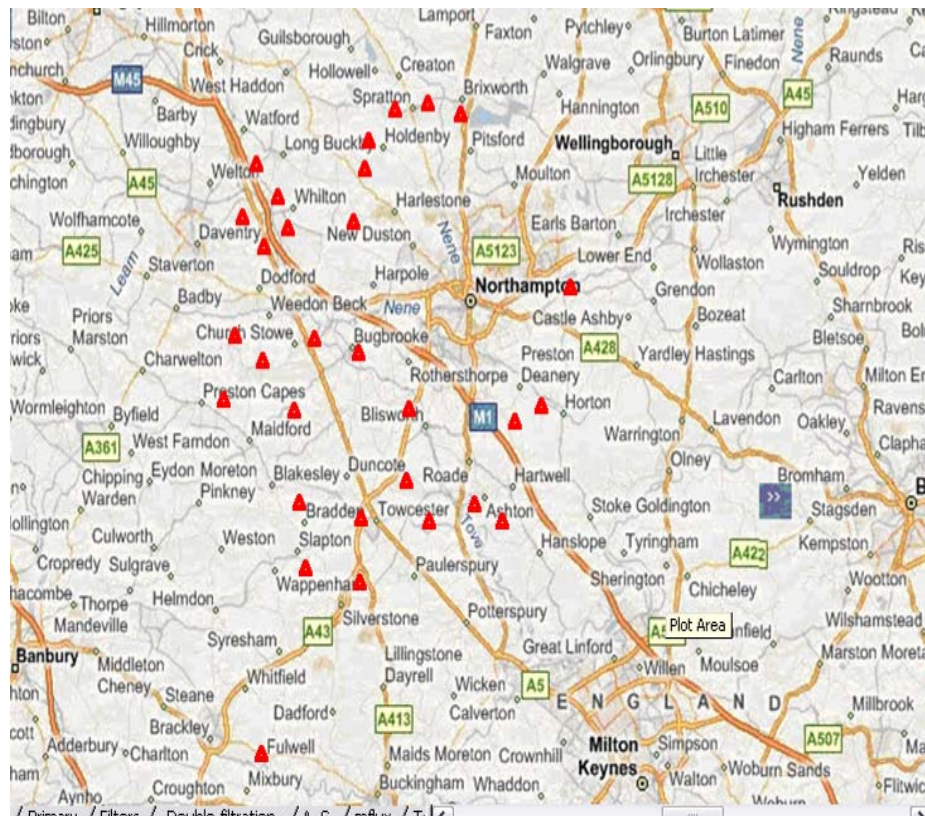 Bilton Hillmorton Lamport Faxton Pytchley Kingstead
Crick Guilsborough Burton Latimer Nene
Orlingbury Finedon Raunds
nchurch M45 West Haddon Hollowell Creaton Walgrave
Spratton Brixworth A45
Barby Watford Hannington A510
Willoughby Long Buckby Holdenby Pitsford Higham Ferrers
Wellingborough Little
Welton Moulton A5128 Irchester Yelden
A45 Whilton Harlestone Irchester Rushden
Wolfhamcote Earls Barton
A425 Daventry New Duston Nene A5123 Lower End Wymington
Leam Staverton Wollaston Souldrop
Dodford Harpole Northampton Grendon
Badby Weedon Beck Nene Sharnbrook
Priors Castle Ashby Bozeat
Marston Church Stowe Bugbrooke Bletsoe
Charwelton Preston A428 Yardley Hastings
Rothersthorpe Deanery Carlton Milton
Preston Capes
Wormleighton Byfield Blisworth M1 Horton Lavendon Oakley
Maidford Warrington
A361 West Farndon
Chipping Eydon Moreton Blakesley Duncote Roade Hartwell Olney Bromham
Warden Pinkney
Bradden Towcester Ashton Stoke Goldington Stagsden
Culworth Weston Slapton Tove Hanslope Tyringham Kempston
Cropredy Sulgrave Paulerspury A422
Wappenham Sherington Wootton
Thorpe Helmdon Chicheley
Mandeville Silverstone Potterspury Wilshamstead
Syresham A43 Plot Area
Banbury Great Linford
Middleton Lillingstone Willen Moulsoe
Cheney Whitfield Dayrell Wicken A5
Steane Calverton ENGLAND
Dadford Millbrook
Brackley A413
Adderbury Charlton Fulwell Maids Moreton Crownhill Milton Simpson A507
Keynes
Mixbury Buckingham Whaddon Walton Woburn Sands
Aynho Croughton Woburn
Primary / Filters / Double filtration